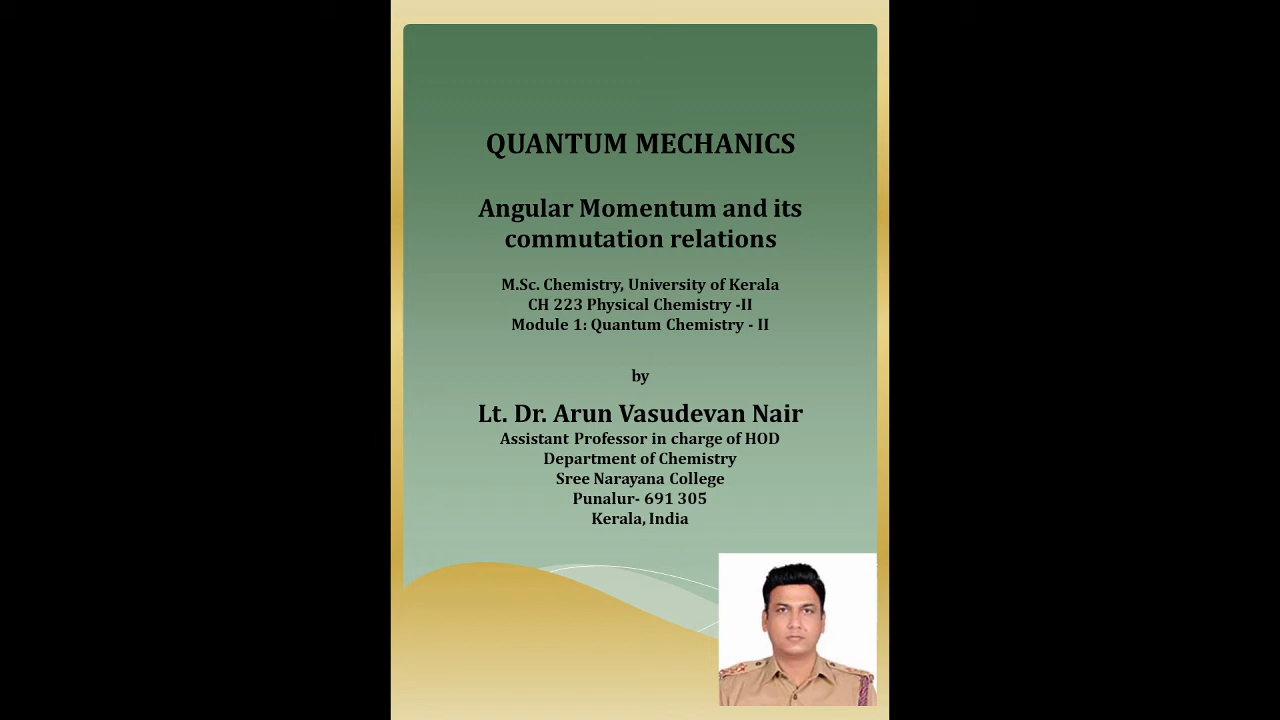 QUANTUM MECHANICS
Angular Momentum and its
commutation relations
M.Sc. Chemistry, University of Kerala
CH 223 Physical Chemistry -II
Module 1: Quantum Chemistry - II
by
Lt. Dr. Arun Vasudevan Nair
Assistant Professor in charge of HOD
Department of Chemistry
Sree Narayana College
Punalur- 691 305
Kerala, India